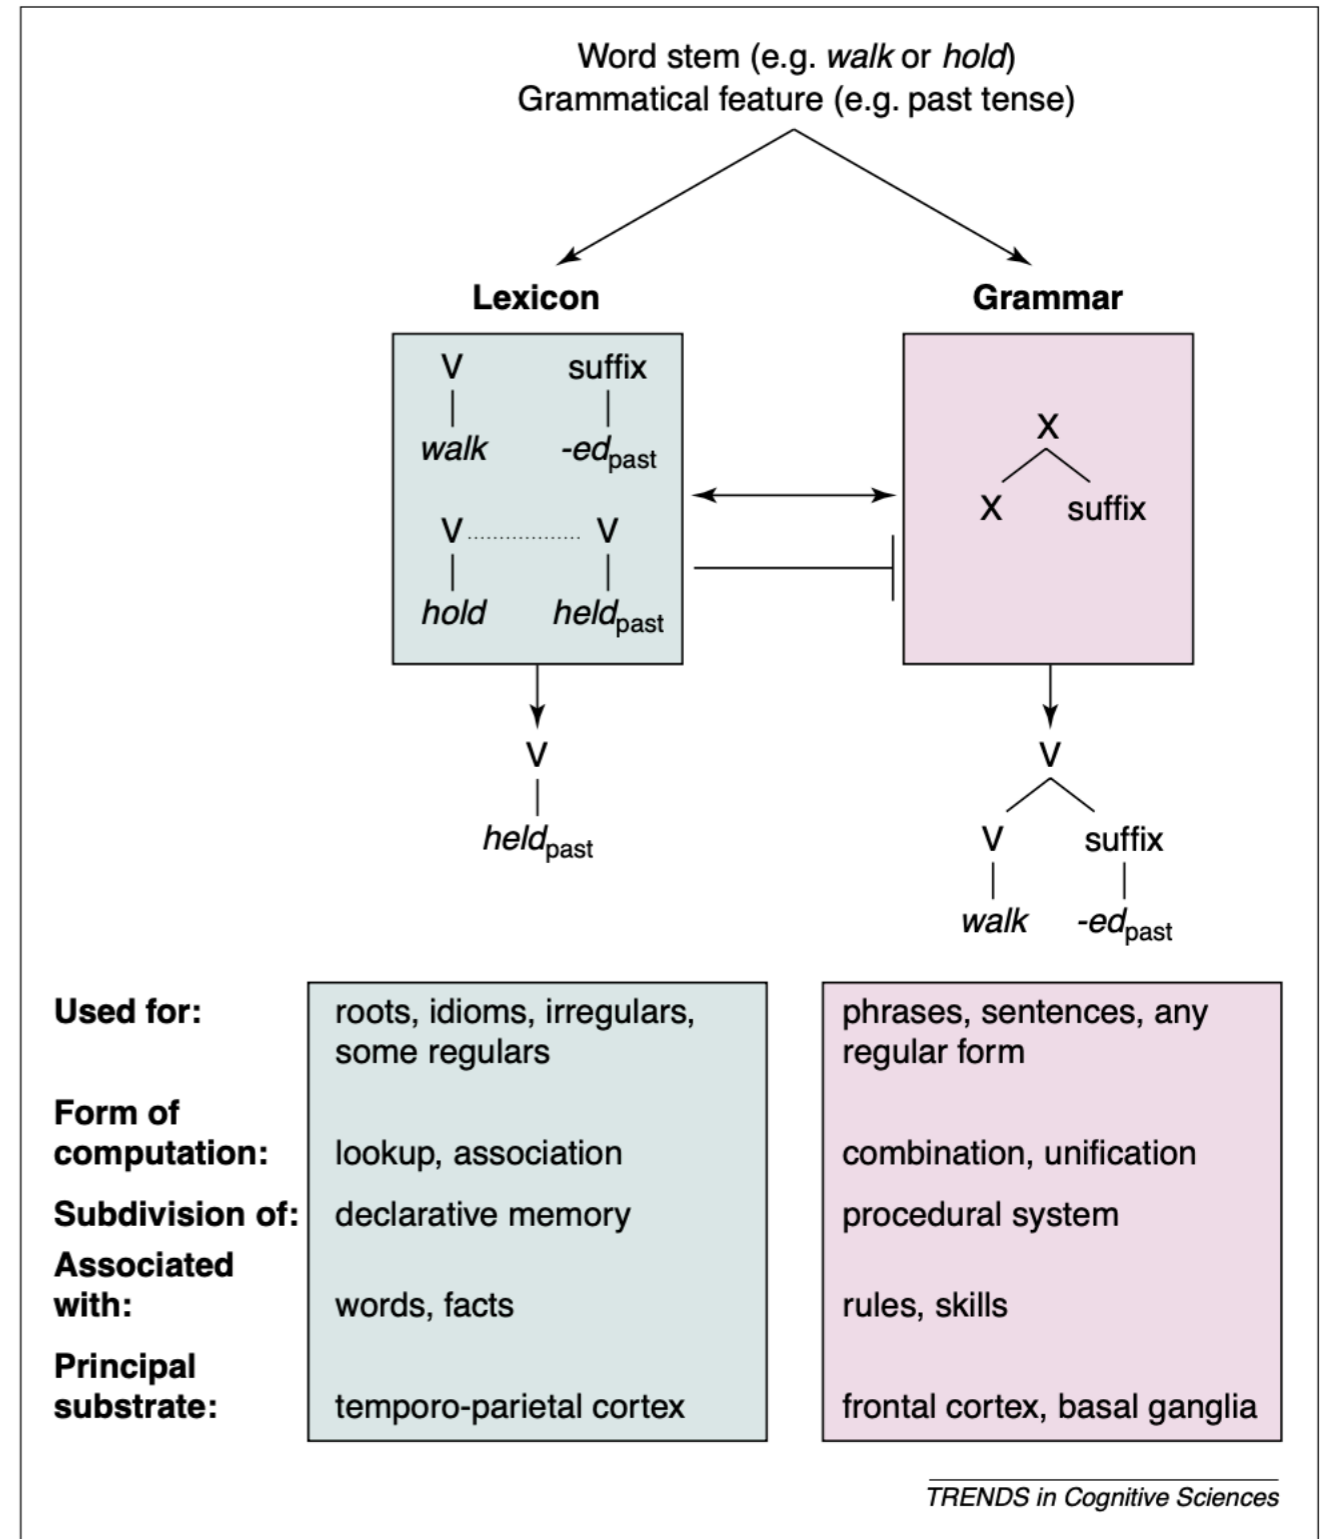 Word stem (e.g. walk or hold)
Grammatical feature (e.g. past tense)
Lexicon
Grammar
V suffix
walk -edpast
V V
hold heldpast
X
X suffix
V
heldpast
V
V suffix
walk -edpast
Used for:
roots, idioms, irregulars,
some regulars
phrases, sentences, any
regular form
Form of
computation:
lookup, association
combination, unification
Subdivision of:
declarative memory
procedural system
Associated
with:
words, facts
rules, skills
Principal
substrate:
temporo-parietal cortex
frontal cortex, basal ganglia
TRENDS in Cognitive Sciences